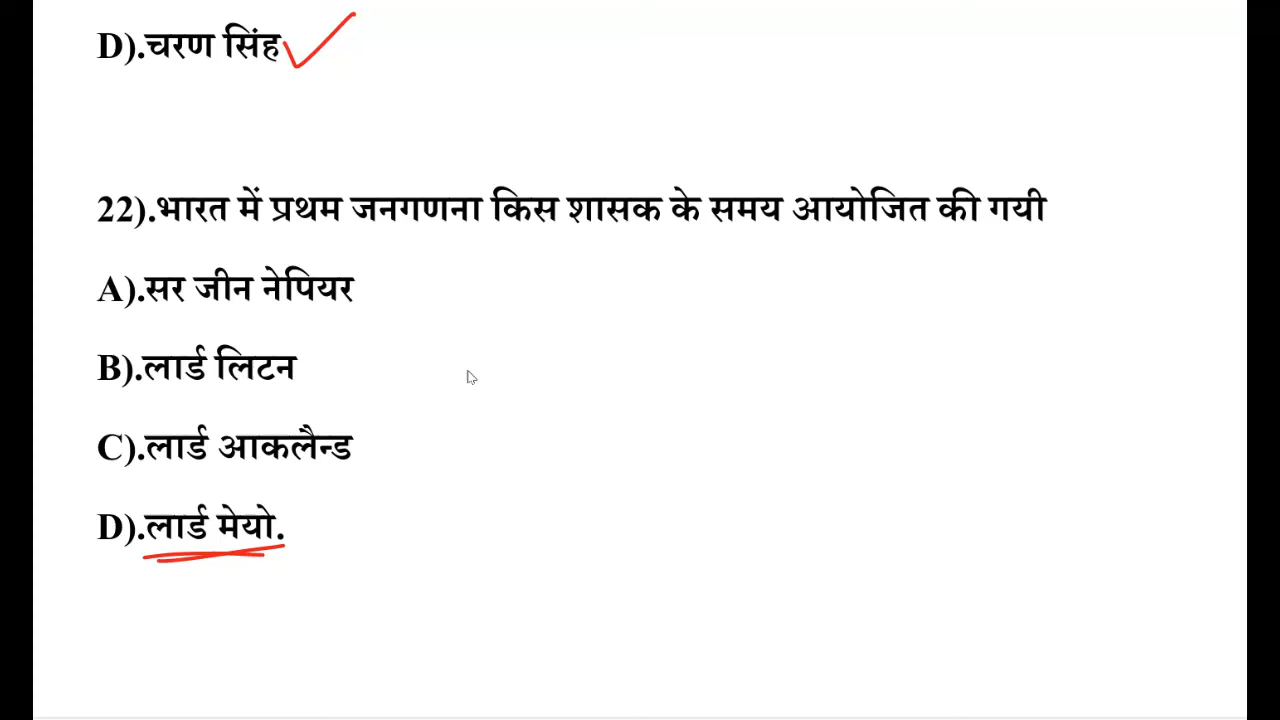 D).चरण सिंह
22).भारत में प्रथम जनगणना किस शासक के समय आयोजित की गयी
A).सर जीन नेपियर
B).लार्ड लिटन
C).लार्ड आकलैन्ड
D).लार्ड मेयो.